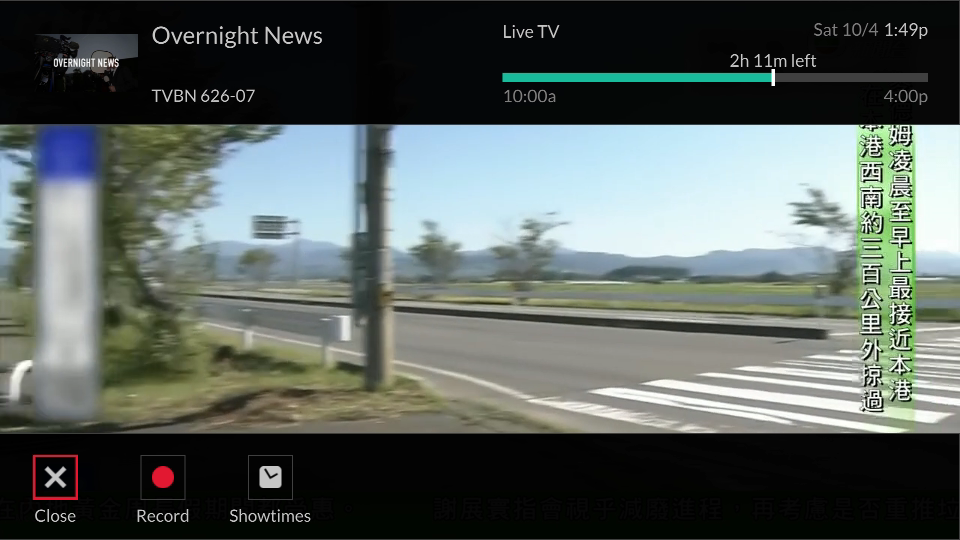 Overnight News
OVERNIGHT NEWS
TVBN 626-07
Live TV
Sat 10/4 1:49p
2h 11m left
10:00a
4:00p
姆凌晨至早上最接近本港
港西南約三百公里外掠過
Close
Record
Showtimes